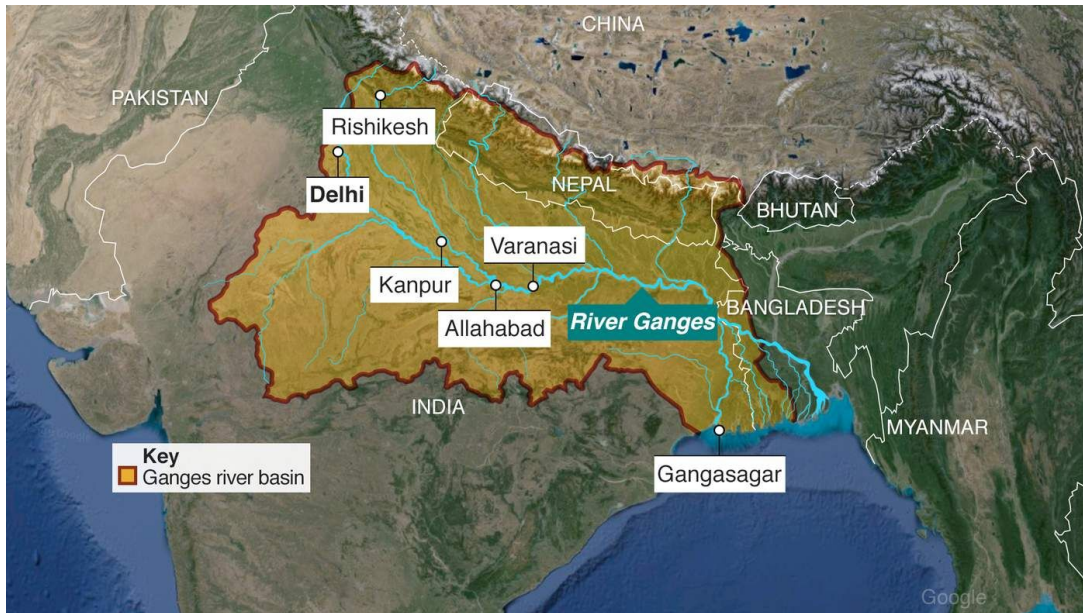 CHINA
PAKISTAN
Rishikesh
Delhi
NEPAL
BHUTAN
Varanasi
Kanpur
BANGLADESH
River Ganges
Allahabad
INDIA
MYANMAR
Key
Ganges river basin
Gangasagar
Google